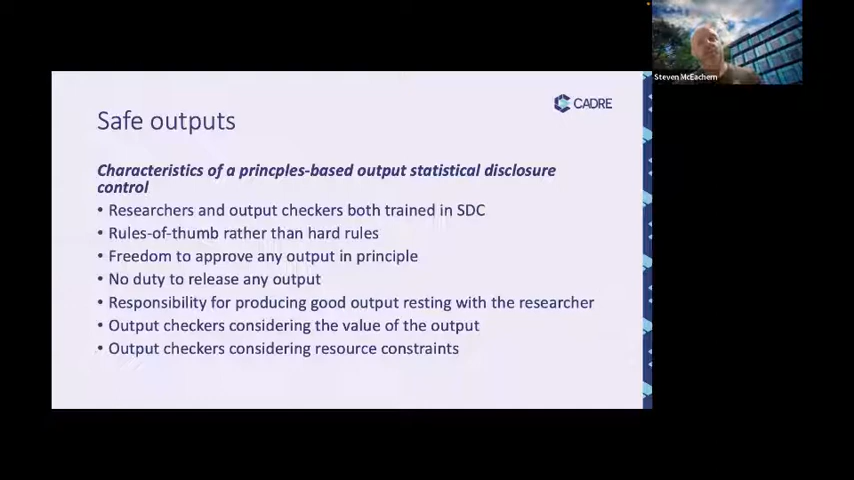 Steven McEachern
CADRE
Safe outputs
Characteristics of a princples-based output statistical disclosure
control
• Researchers and output checkers both trained in SDC
• Rules-of-thumb rather than hard rules
• Freedom to approve any output in principle
• No duty to release any output
• Responsibility for producing good output resting with the researcher
• Output checkers considering the value of the output
• Output checkers considering resource constraints